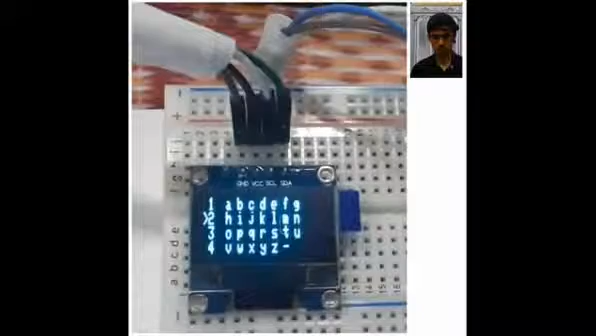 GND VCC SCL SDA
1 abcdefg
2 hijklmn
3 opqrstu
4 vwxyz-
a b c d e